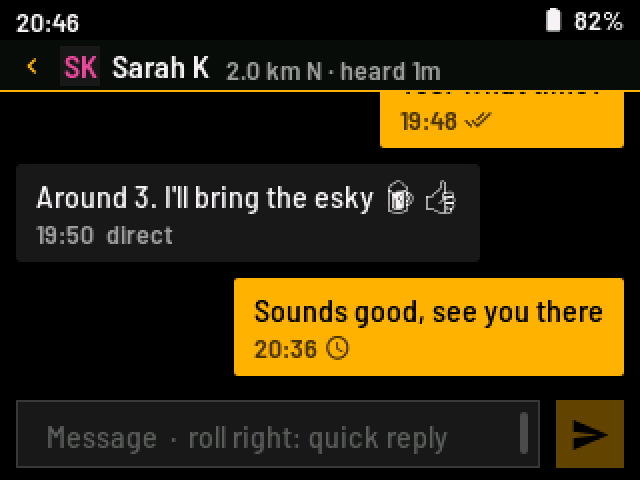 20:46
82%
SK Sarah K 2.0 km N · heard 1m
19:48
Around 3. I'll bring the esky 🍺 👍
19:50 direct
Sounds good, see you there
20:36
Message · roll right: quick reply